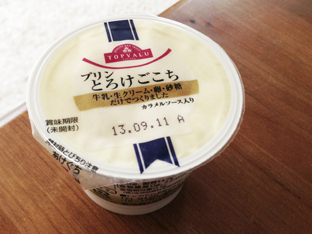 TOPVALU
プリン
とろけごこち
牛乳・生クリーム・卵・砂糖
だけでつくりました
カラメルソース入り
賞味期限
(未開封)
13.09.11 A